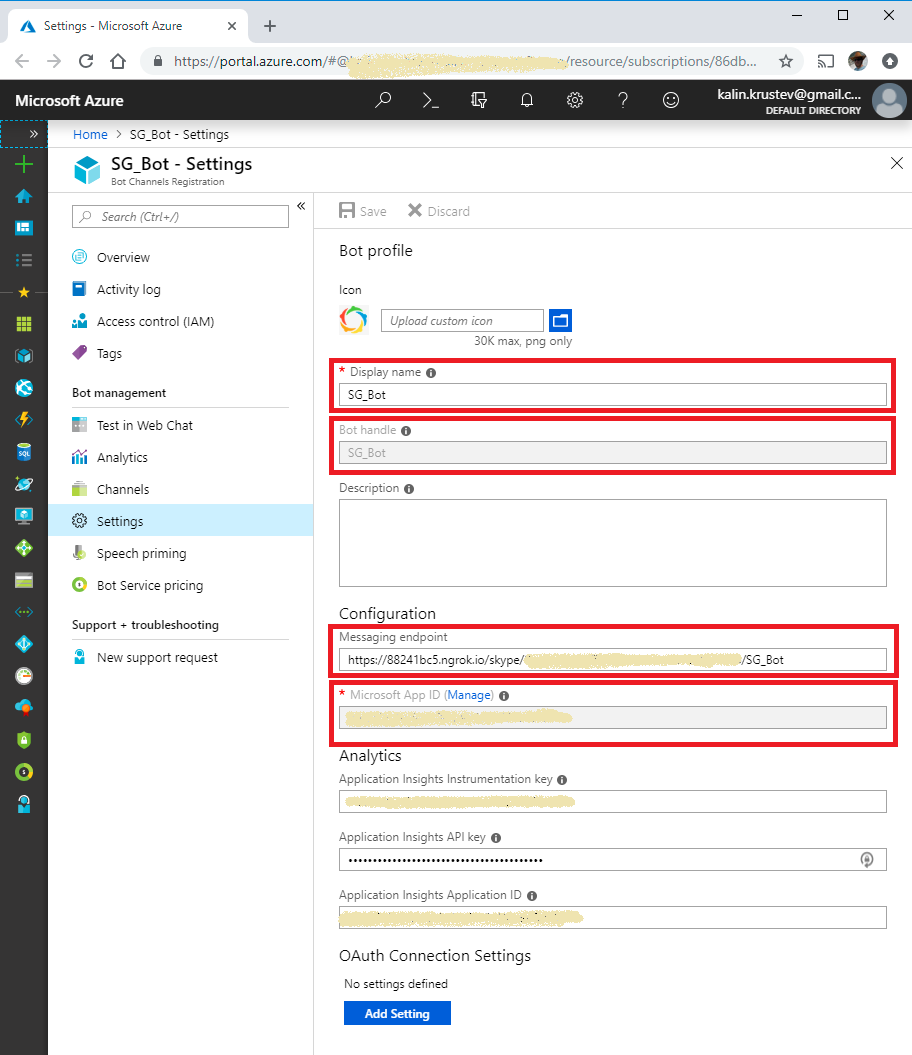 Settings - Microsoft Azure
https://portal.azure.com/#@
/resource/subscriptions/86db...
Microsoft Azure
kalin.krustev@gmail.c...
DEFAULT DIRECTORY
Home > SG_Bot - Settings
SG_Bot - Settings
Bot Channels Registration
Search (Ctrl+/)
Overview
Activity log
Access control (IAM)
Tags
Bot management
Test in Web Chat
Analytics
Channels
Settings
Speech priming
Bot Service pricing
Support + troubleshooting
New support request
Save
Discard
Bot profile
Icon
Upload custom icon
30K max, png only
* Display name
SG_Bot
Bot handle
SG_Bot
Description
Configuration
Messaging endpoint
https://88241bc5.ngrok.io/skype/
/SG_Bot
* Microsoft App ID (Manage)
Analytics
Application Insights Instrumentation key
Application Insights API key
Application Insights Application ID
OAuth Connection Settings
No settings defined
Add Setting
SQL